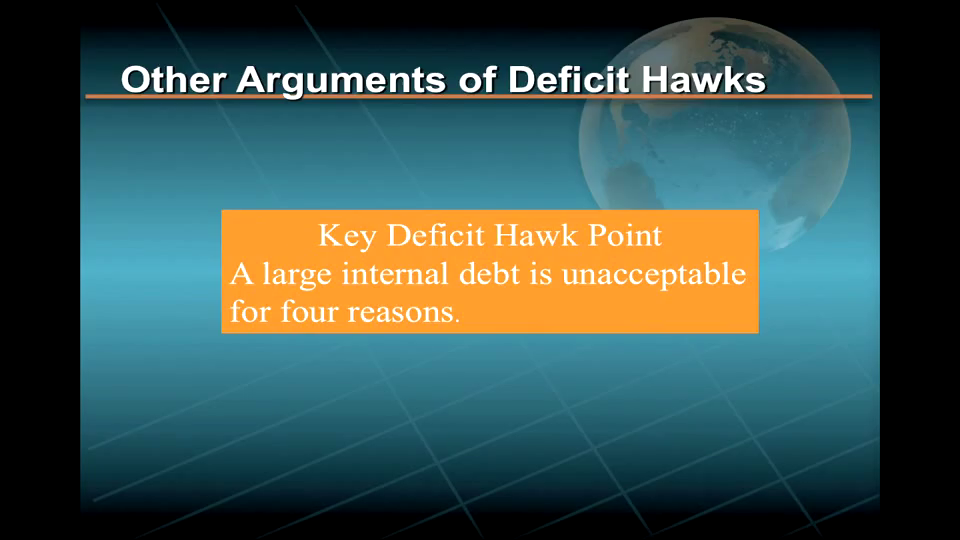 Other Arguments of Deficit Hawks
Key Deficit Hawk Point
A large internal debt is unacceptable
for four reasons.